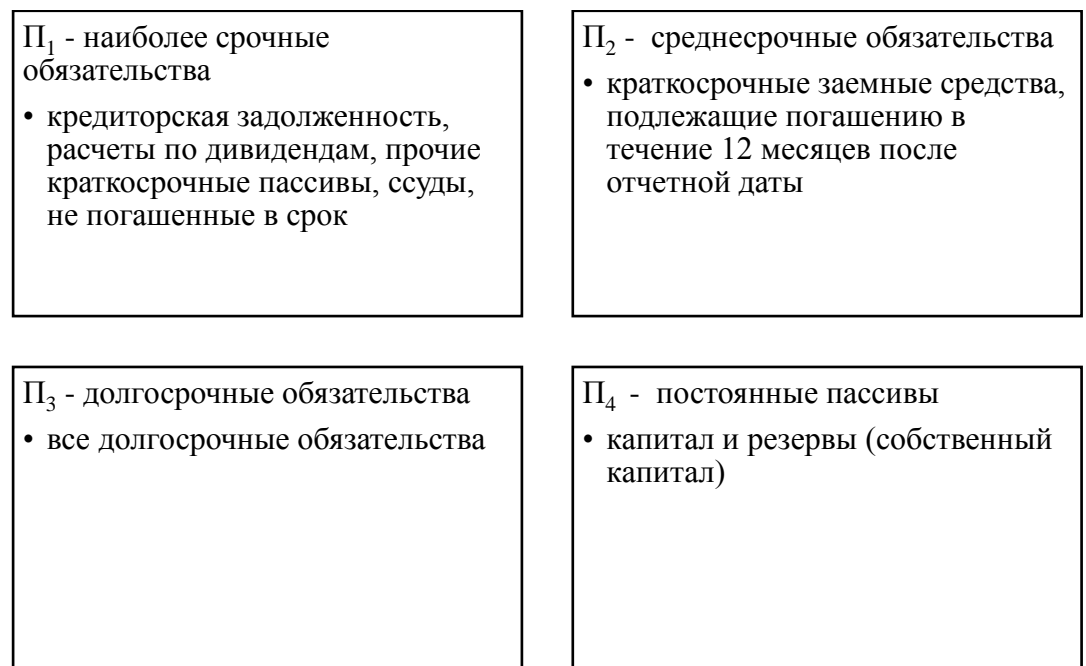 П₁ - наиболее срочные
обязательства
• кредиторская задолженность,
расчеты по дивидендам, прочие
краткосрочные пассивы, ссуды,
не погашенные в срок
П₂ - среднесрочные обязательства
• краткосрочные заемные средства,
подлежащие погашению в
течение 12 месяцев после
отчетной даты
П₃ - долгосрочные обязательства
• все долгосрочные обязательства
П₄ - постоянные пассивы
• капитал и резервы (собственный
капитал)